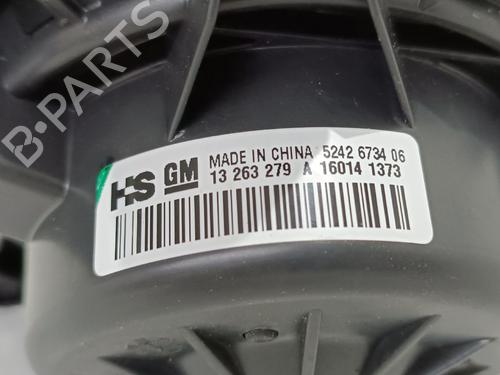 B-PARTS
HS GM MADE IN CHINA 5242 6734 06
13 263 279 A 16014 1373